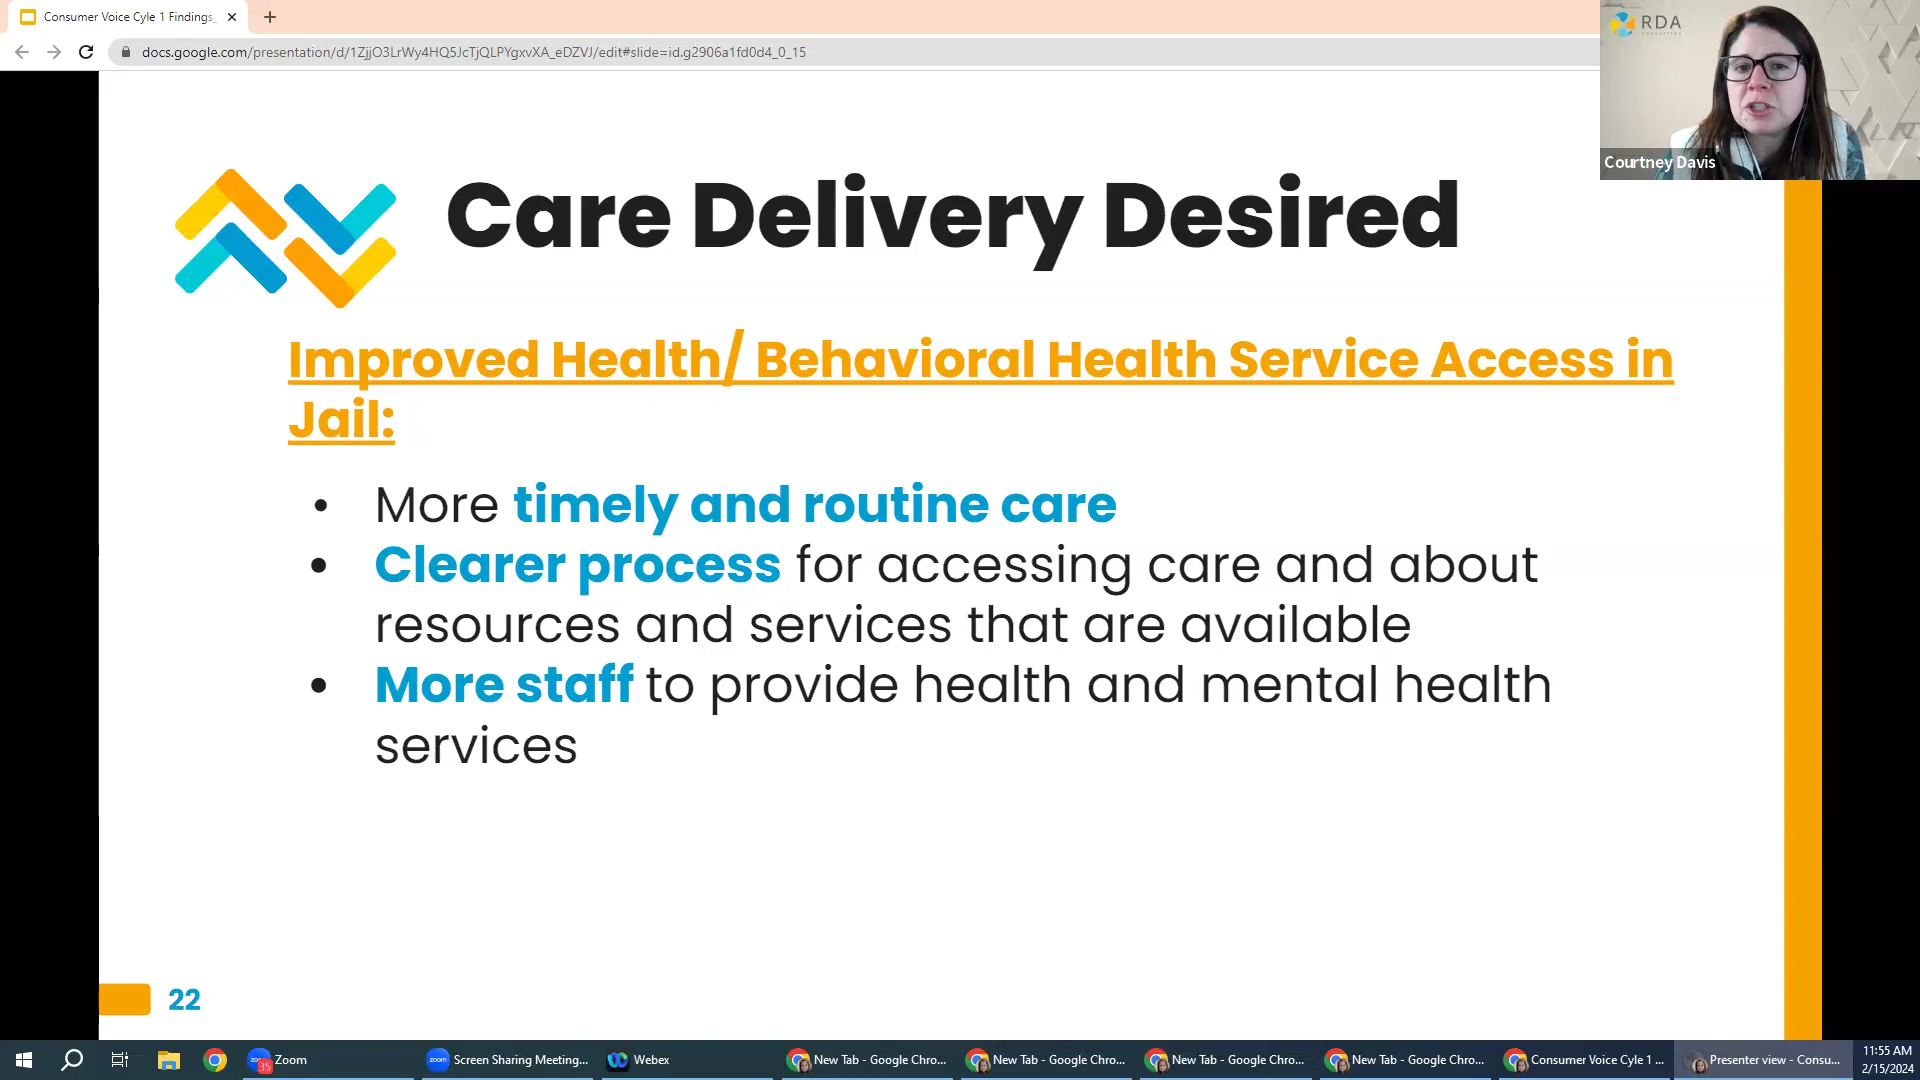 Consumer Voice Cyle 1 Findings_
docs.google.com/presentation/d/1ZjjO3LrWy4HQ5JcTjQLPYgxvXA_eDZVJ/edit#slide=id.g2906a1fd0d4_0_15
RDA
CONSULTING
Courtney Davis
Care Delivery Desired
Improved Health/ Behavioral Health Service Access in
Jail:
• More timely and routine care
• Clearer process for accessing care and about
resources and services that are available
• More staff to provide health and mental health
services
22
zoom
35
Zoom
zoom
Screen Sharing Meeting...
Webex
New Tab - Google Chro...
New Tab - Google Chro...
New Tab - Google Chro...
New Tab - Google Chro...
Consumer Voice Cyle 1 ...
Presenter view - Consu...
11:55 AM
2/15/2024